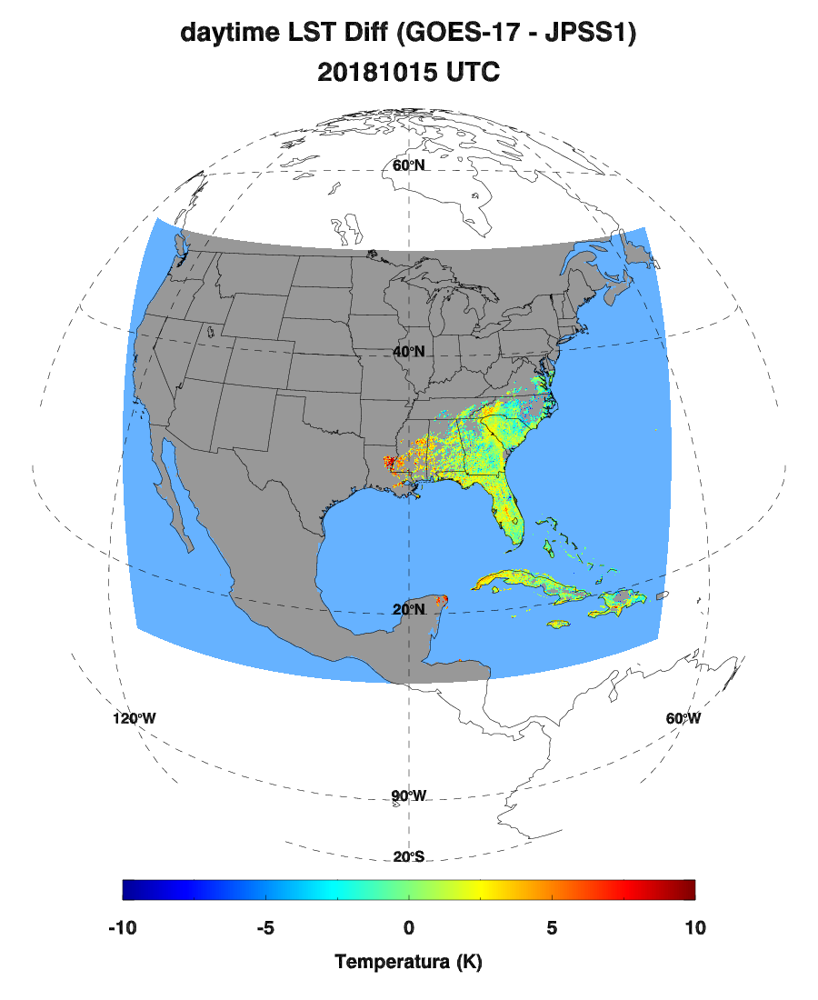 daytime LST Diff (GOES-17 - JPSS1)
20181015 UTC
60°N
40°N
20°N
120°W
60°W
90°W
20°S
-10 -5 0 5 10
Temperatura (K)